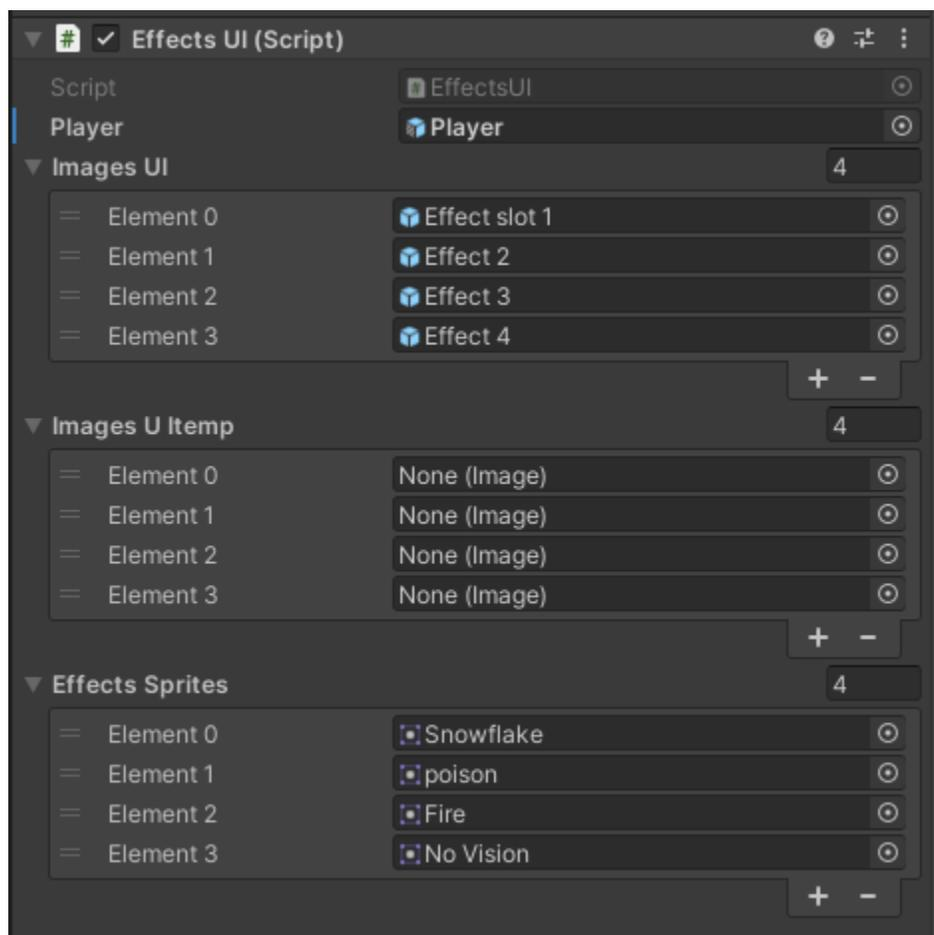 # Effects UI (Script)
Script EffectsUI
Player Player
Images UI 4
Element 0 Effect slot 1
Element 1 Effect 2
Element 2 Effect 3
Element 3 Effect 4
+ −
Images U Itemp 4
Element 0 None (Image)
Element 1 None (Image)
Element 2 None (Image)
Element 3 None (Image)
+ −
Effects Sprites 4
Element 0 Snowflake
Element 1 poison
Element 2 Fire
Element 3 No Vision
+ −